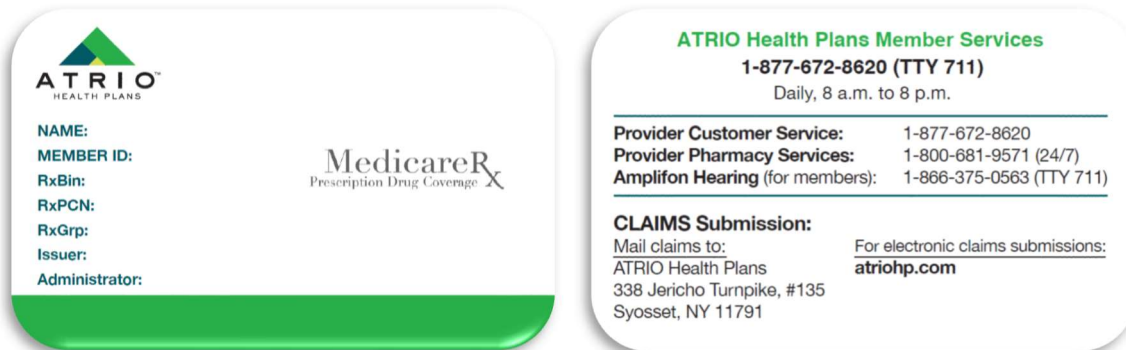 ATRIO™
HEALTH PLANS
NAME:
MEMBER ID:
RxBin:
RxPCN:
RxGrp:
Issuer:
Administrator:
MedicareRx
Prescription Drug Coverage
ATRIO Health Plans Member Services
1-877-672-8620 (TTY 711)
Daily, 8 a.m. to 8 p.m.
Provider Customer Service: 1-877-672-8620
Provider Pharmacy Services: 1-800-681-9571 (24/7)
Amplifon Hearing (for members): 1-866-375-0563 (TTY 711)
CLAIMS Submission:
Mail claims to:
ATRIO Health Plans
338 Jericho Turnpike, #135
Syosset, NY 11791
For electronic claims submissions:
atriohp.com